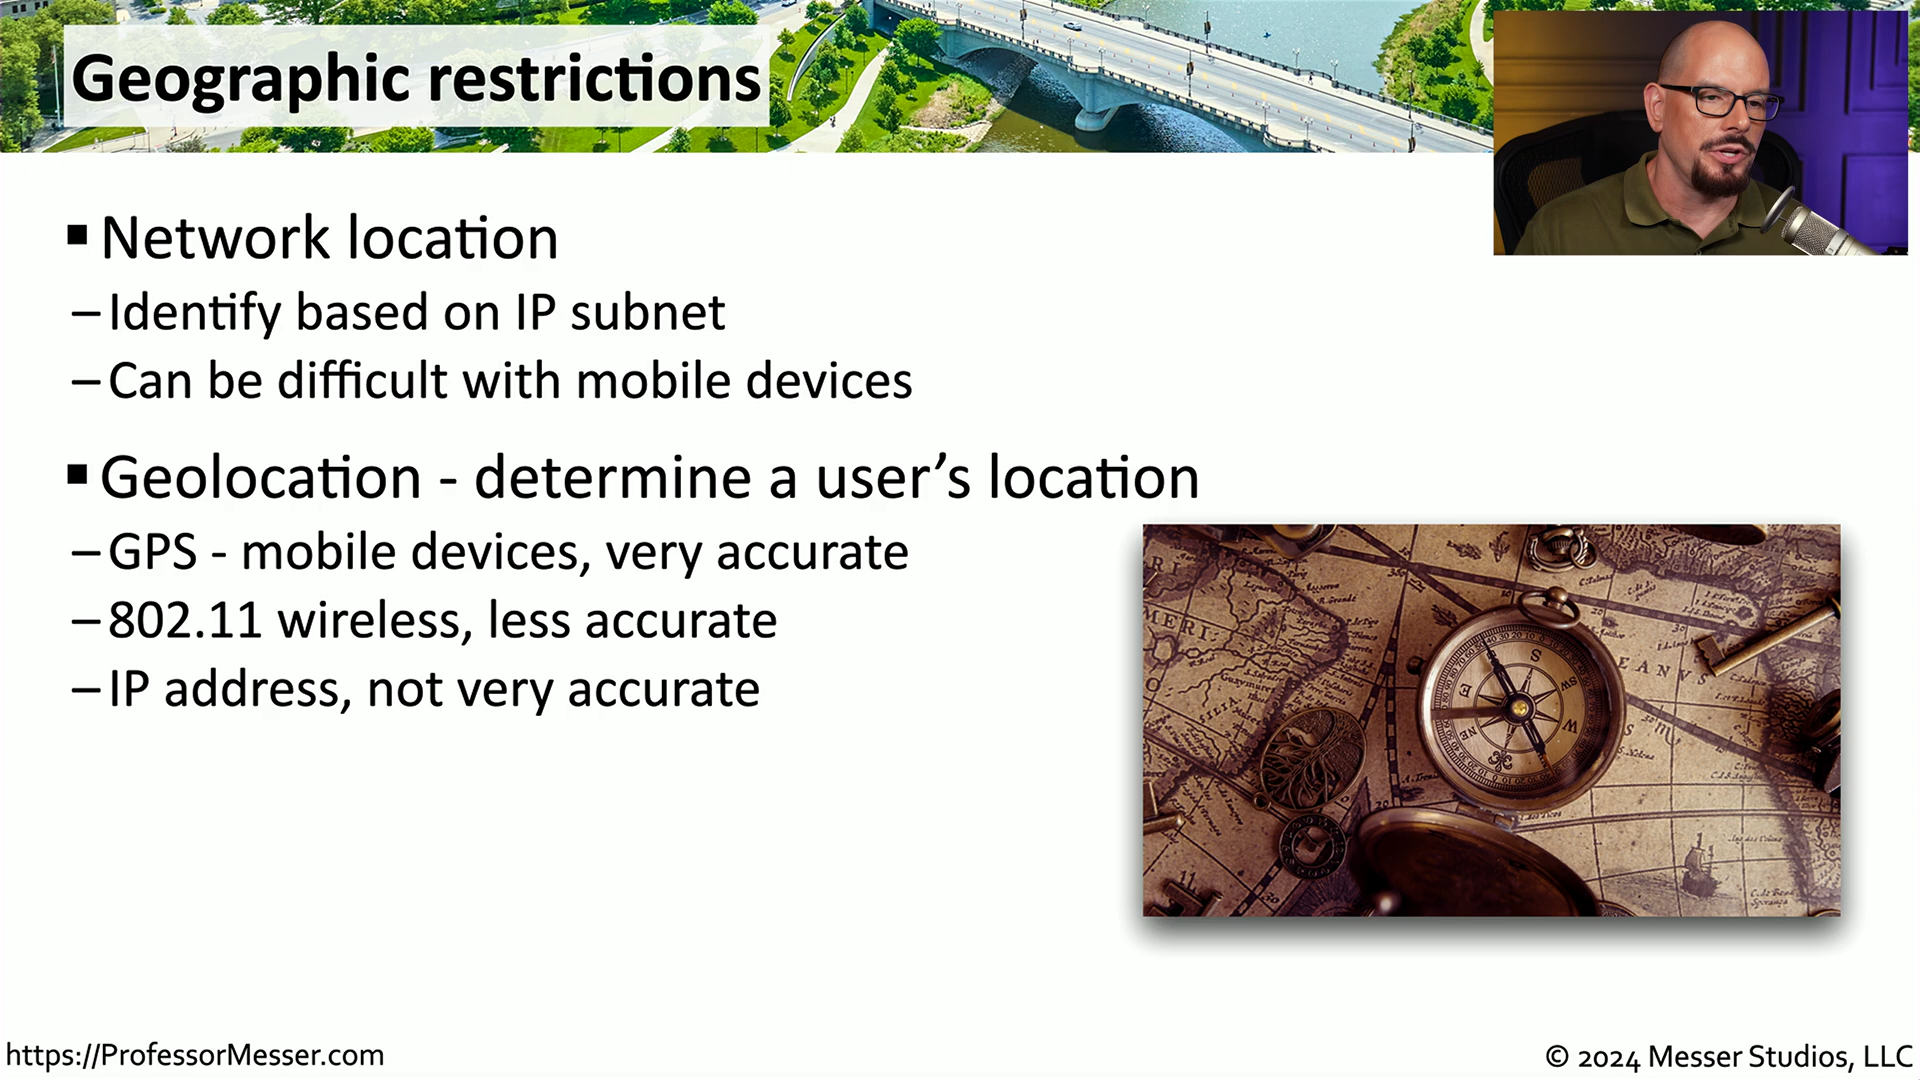 Geographic restrictions
▪ Network location
– Identify based on IP subnet
– Can be difficult with mobile devices
▪ Geolocation - determine a user’s location
– GPS - mobile devices, very accurate
– 802.11 wireless, less accurate
– IP address, not very accurate
https://ProfessorMesser.com
© 2024 Messer Studios, LLC